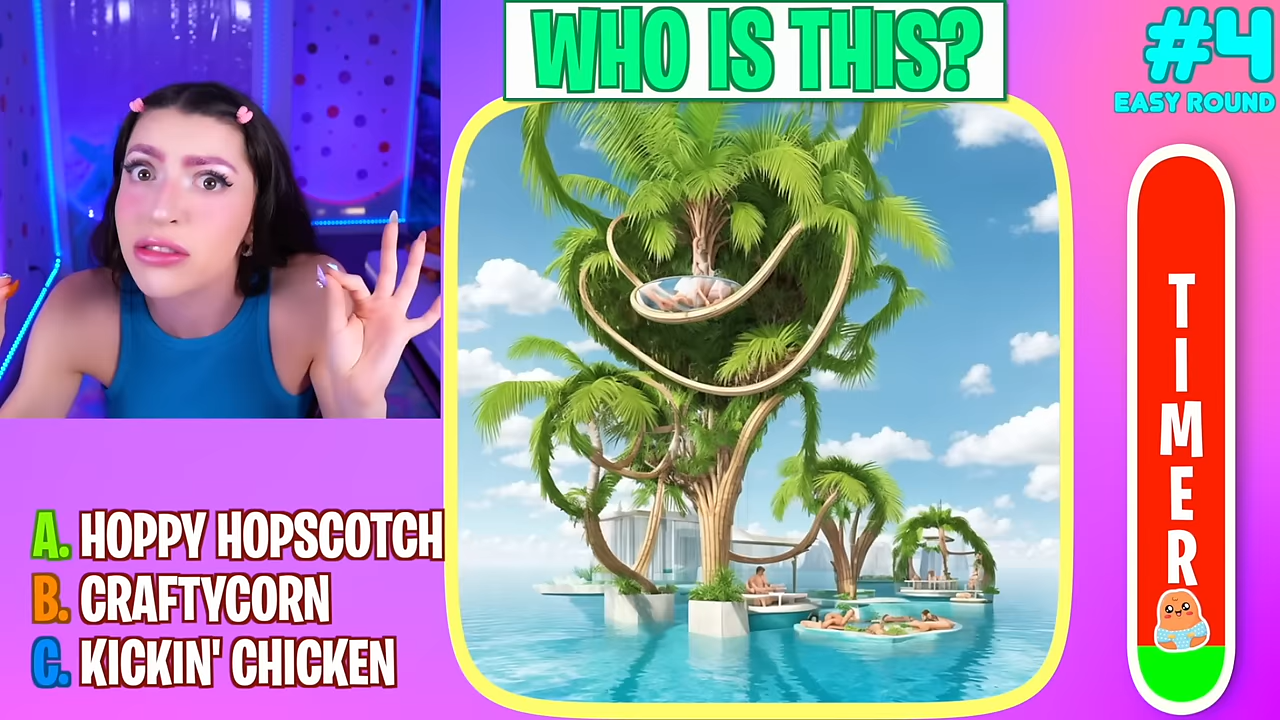 WHO IS THIS?
#4
EASY ROUND
TIMER
A. HOPPY HOPSCOTCH
B. CRAFTYCORN
C. KICKIN' CHICKEN